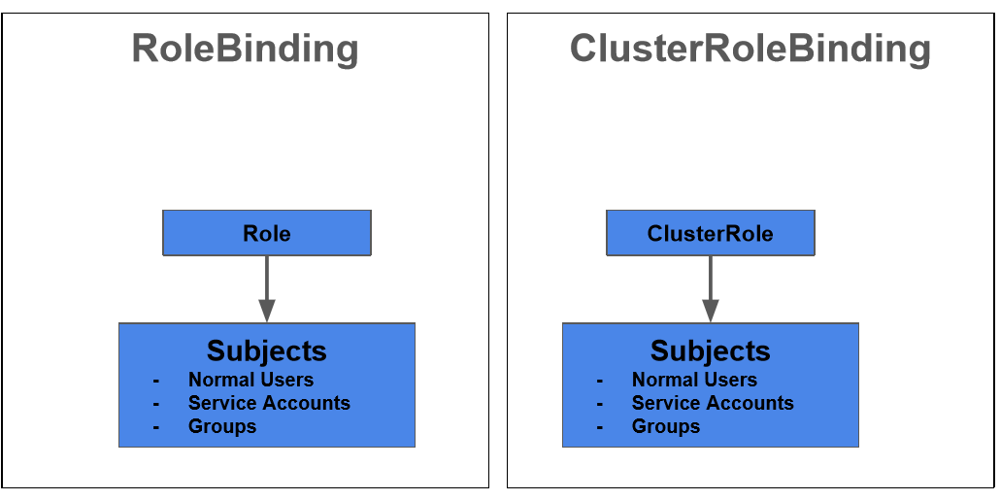 RoleBinding
Role
Subjects
- Normal Users
- Service Accounts
- Groups
ClusterRoleBinding
ClusterRole
Subjects
- Normal Users
- Service Accounts
- Groups